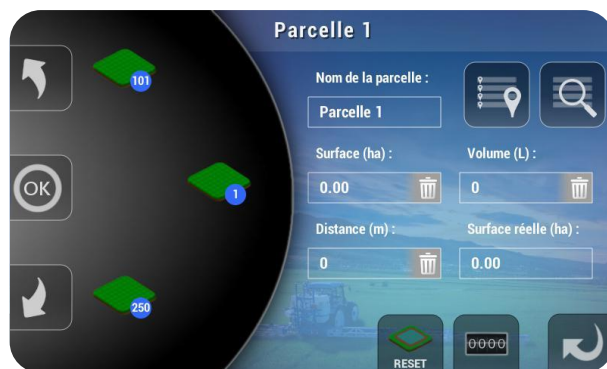 Parcelle 1
101
Nom de la parcelle :
Parcelle 1
OK
1
Surface (ha) :
Volume (L) :
0.00
0
Distance (m) :
Surface réelle (ha) :
0
0.00
250
RESET
0000